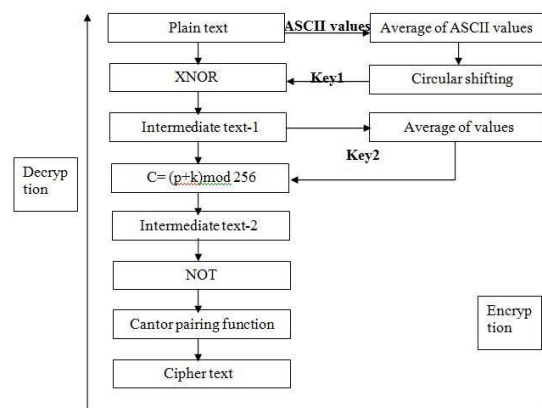 Plain text
ASCII values
Average of ASCII values
XNOR
Key1
Circular shifting
Intermediate text-1
Average of values
Key2
Decryp
tion
C= (p+k)mod 256
Intermediate text-2
NOT
Cantor pairing function
Encryp
tion
Cipher text